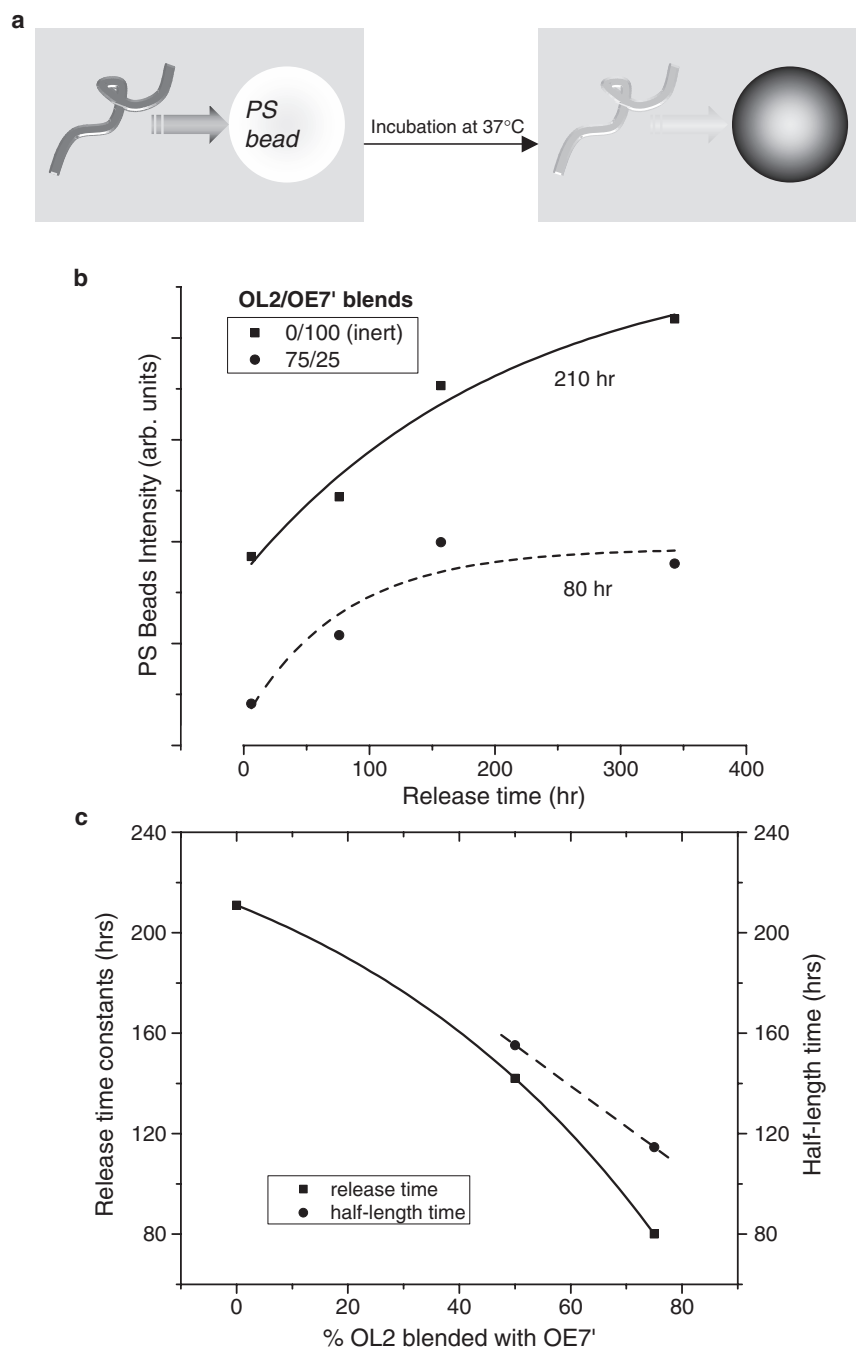 a
PS
bead
Incubation at 37°C
b
OL2/OE7' blends
0/100 (inert)
75/25
210 hr
80 hr
PS Beads Intensity (arb. units)
0 100 200 300 400
Release time (hr)
c
240
200
160
120
80
Release time constants (hrs)
240
200
160
120
80
Half-length time (hrs)
release time
half-length time
0 20 40 60 80
% OL2 blended with OE7'